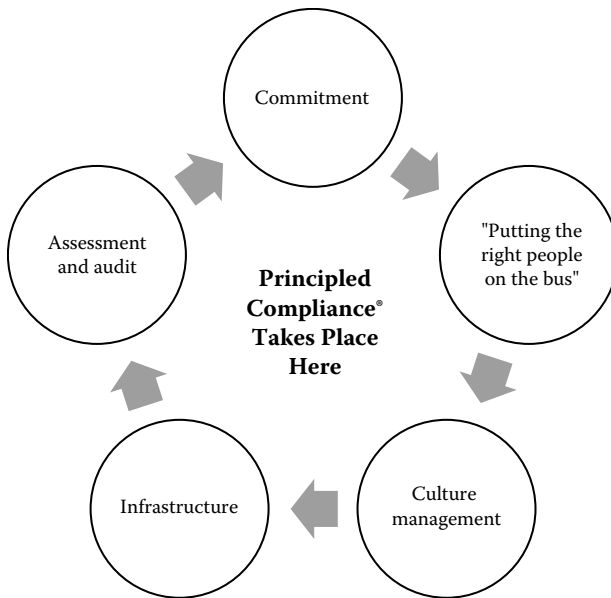 Commitment
"Putting the
right people
on the bus"
Culture
management
Infrastructure
Assessment
and audit
Principled
Compliance®
Takes Place
Here